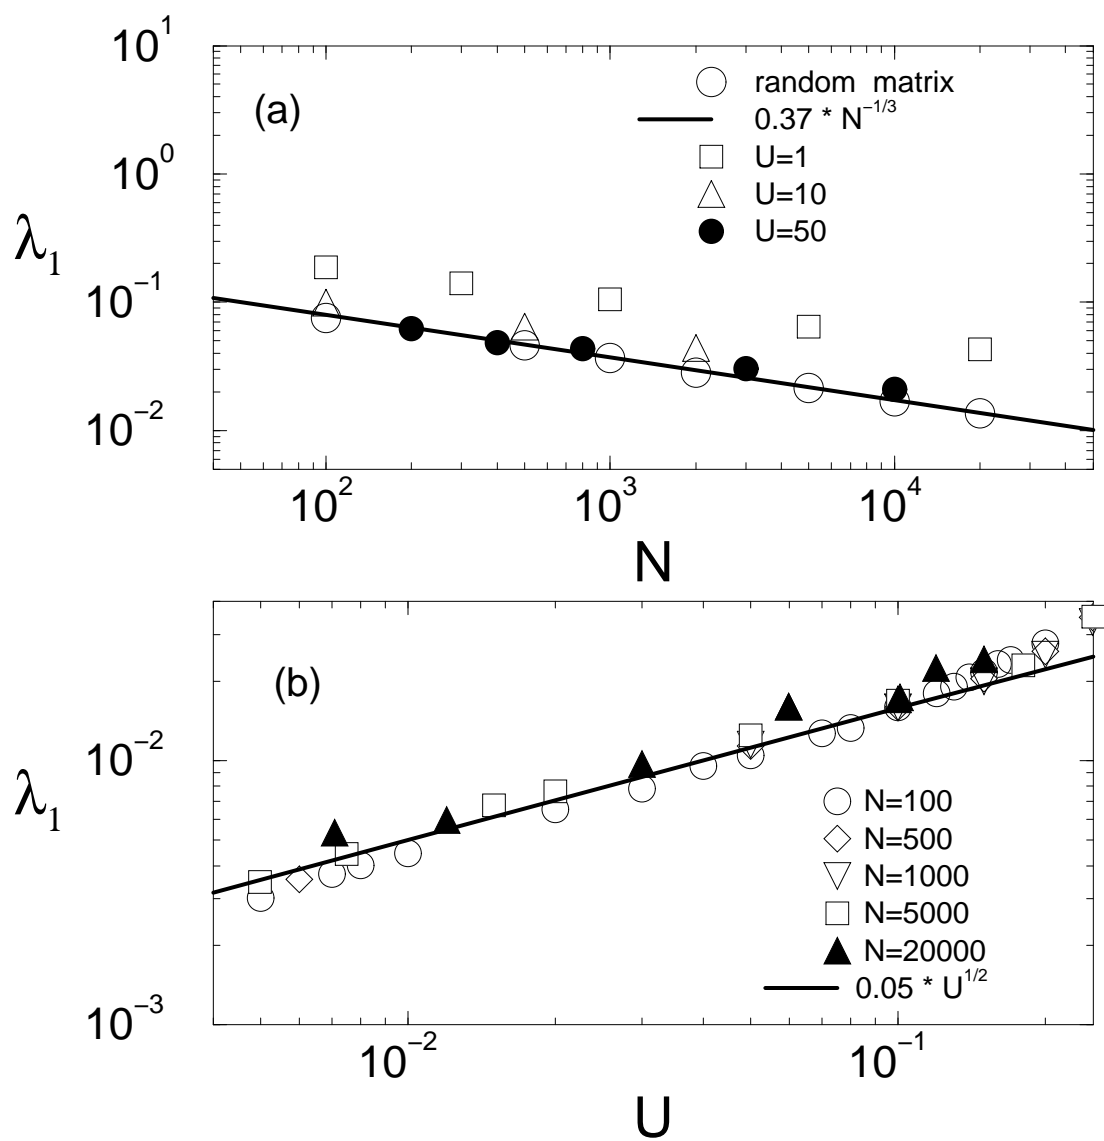 10^1
(a)
random matrix
0.37 * N^{−1/3}
10^0
U=1
U=10
λ_1
U=50
10^{−1}
10^{−2}
10^2
10^3
10^4
N
(b)
10^{−2}
λ_1
N=100
N=500
N=1000
N=5000
N=20000
0.05 * U^{1/2}
10^{−3}
10^{−2}
10^{−1}
U